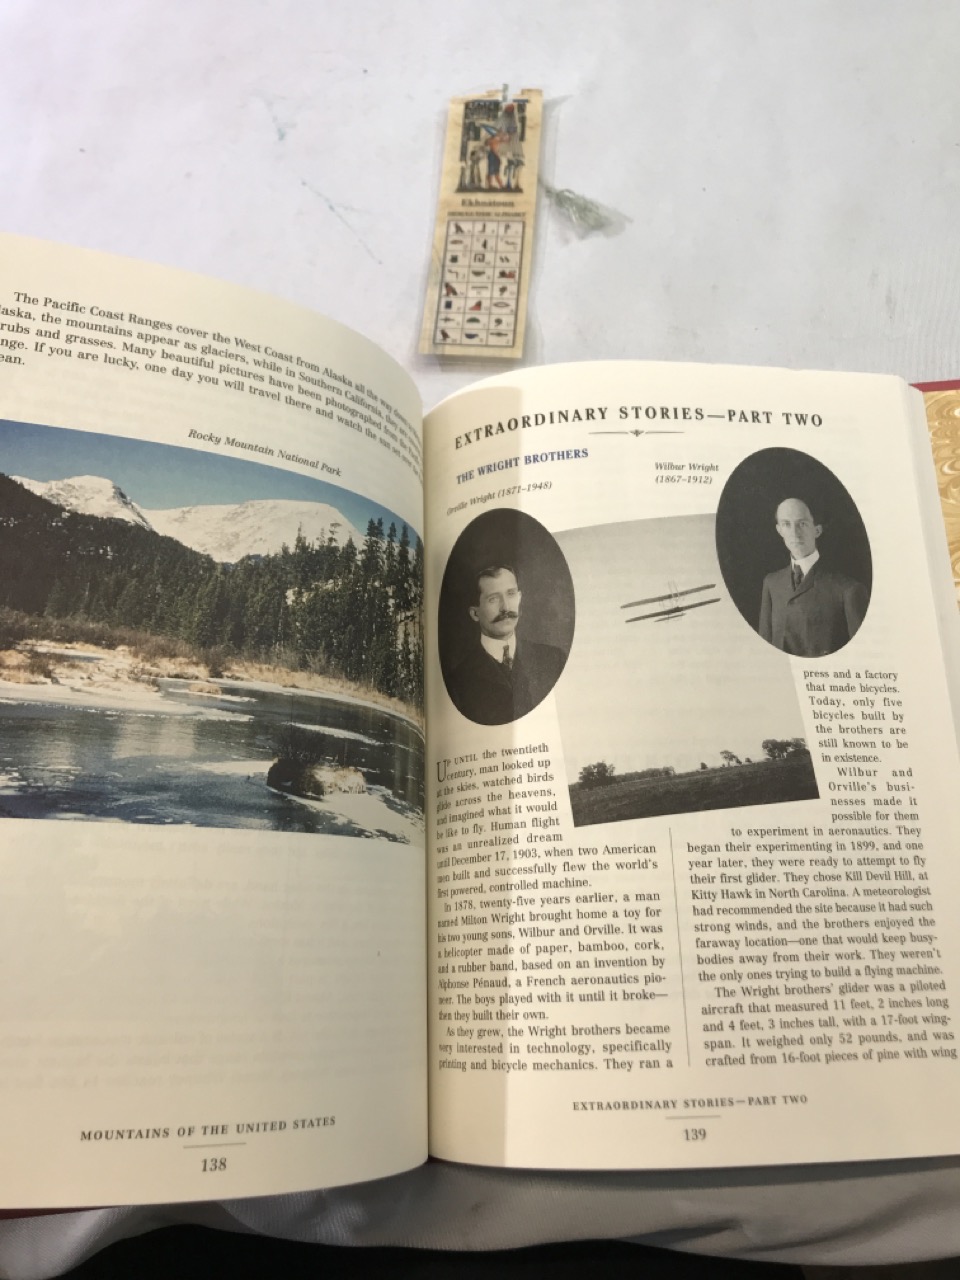 Ekhnatoun
The Pacific Coast Ranges cover the West Coast from Alaska all the way down to
laska, the mountains appear as glaciers, while in Southern California, they are
rubs and grasses. Many beautiful pictures have been photographed from the
nge. If you are lucky, one day you will travel there and watch the sun set over the
ean.
Rocky Mountain National Park
MOUNTAINS OF THE UNITED STATES
138
EXTRAORDINARY STORIES—PART TWO
THE WRIGHT BROTHERS
Orville Wright (1871-1948)
Wilbur Wright
(1867-1912)
UP UNTIL the twentieth
century, man looked up
at the skies, watched birds
glide across the heavens,
and imagined what it would
be like to fly. Human flight
was an unrealized dream
until December 17, 1903, when two American
men built and successfully flew the world's
first powered, controlled machine.
In 1878, twenty-five years earlier, a man
named Milton Wright brought home a toy for
his two young sons, Wilbur and Orville. It was
a helicopter made of paper, bamboo, cork,
and a rubber band, based on an invention by
Alphonse Pénaud, a French aeronautics pio-
neer. The boys played with it until it broke—
then they built their own.
As they grew, the Wright brothers became
very interested in technology, specifically
printing and bicycle mechanics. They ran a
press and a factory
that made bicycles.
Today, only five
bicycles built by
the brothers are
still known to be
in existence.
Wilbur and
Orville's busi-
nesses made it
possible for them
to experiment in aeronautics. They
began their experimenting in 1899, and one
year later, they were ready to attempt to fly
their first glider. They chose Kill Devil Hill, at
Kitty Hawk in North Carolina. A meteorologist
had recommended the site because it had such
strong winds, and the brothers enjoyed the
faraway location—one that would keep busy-
bodies away from their work. They weren't
the only ones trying to build a flying machine.
The Wright brothers' glider was a piloted
aircraft that measured 11 feet, 2 inches long
and 4 feet, 3 inches tall, with a 17-foot wing-
span. It weighed only 52 pounds, and was
crafted from 16-foot pieces of pine with wing
EXTRAORDINARY STORIES—PART TWO
139